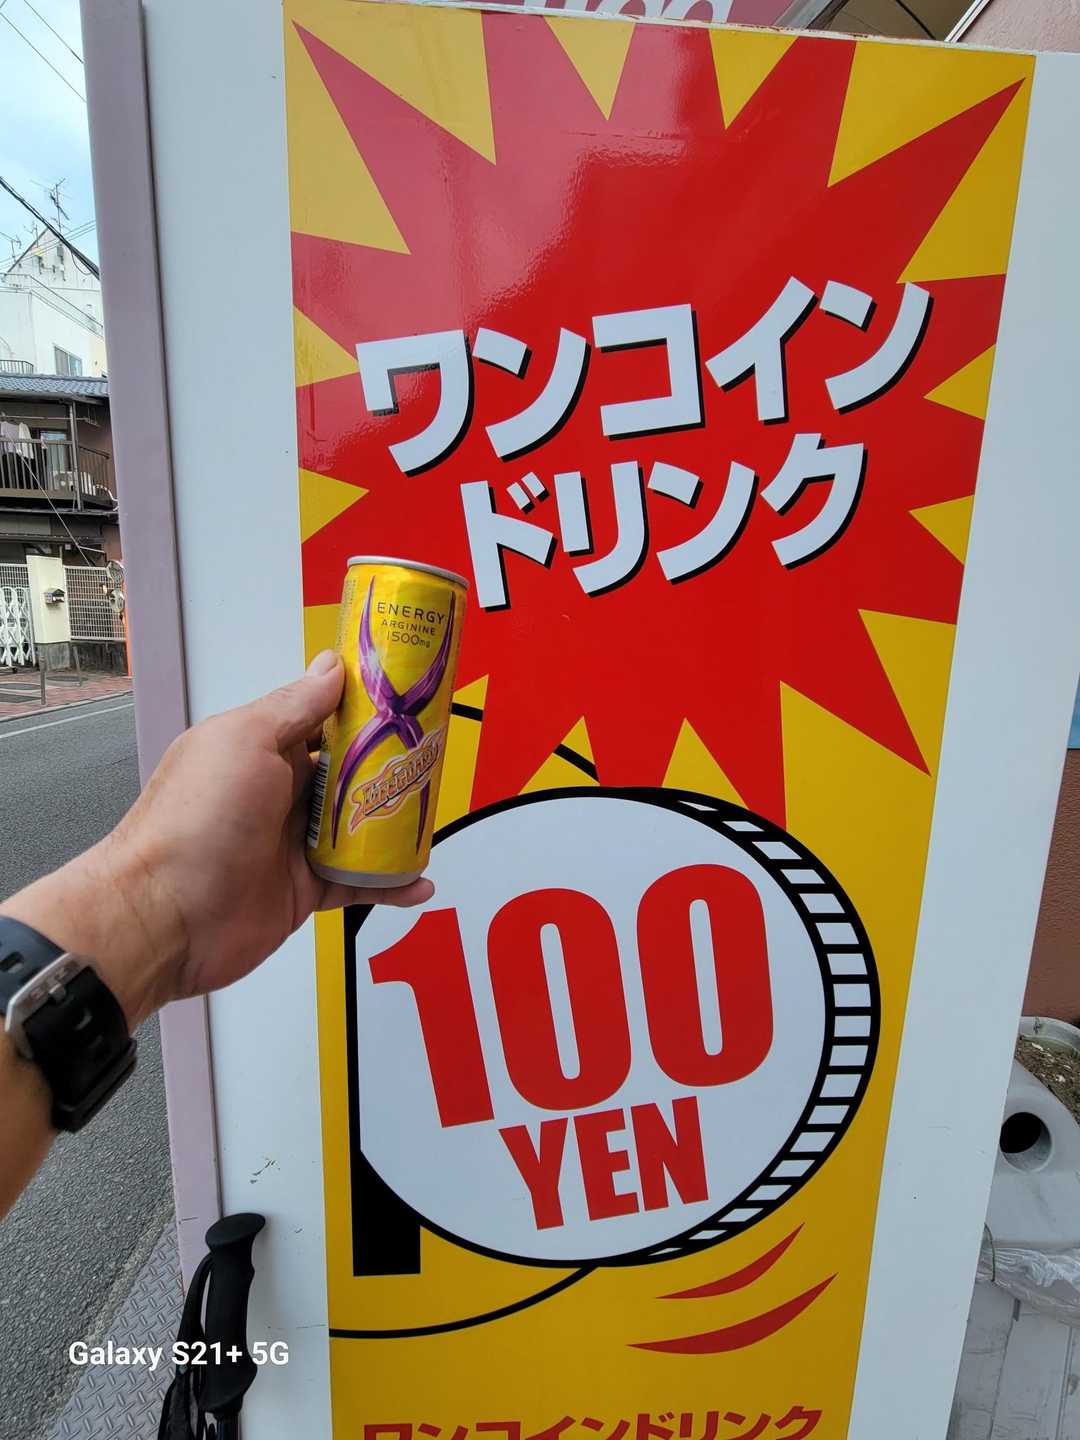 ワンコイン
ドリンク
ENERGY
ARGININE
1500mg
X
LIFEGUARD
100
YEN
ワンコインドリンク
Galaxy S21+ 5G